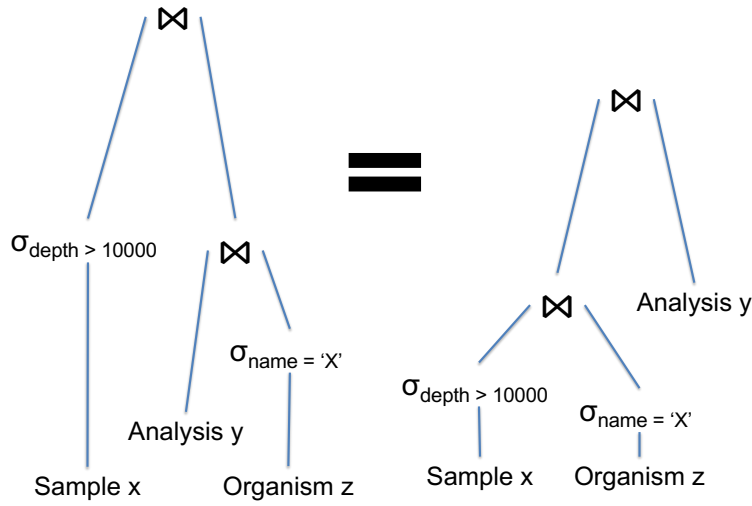 ⋈
⋈
=
σdepth > 10000
⋈
Analysis y
⋈
σname = ‘X’
σdepth > 10000
σname = ‘X’
Analysis y
Sample x
Organism z
Sample x
Organism z